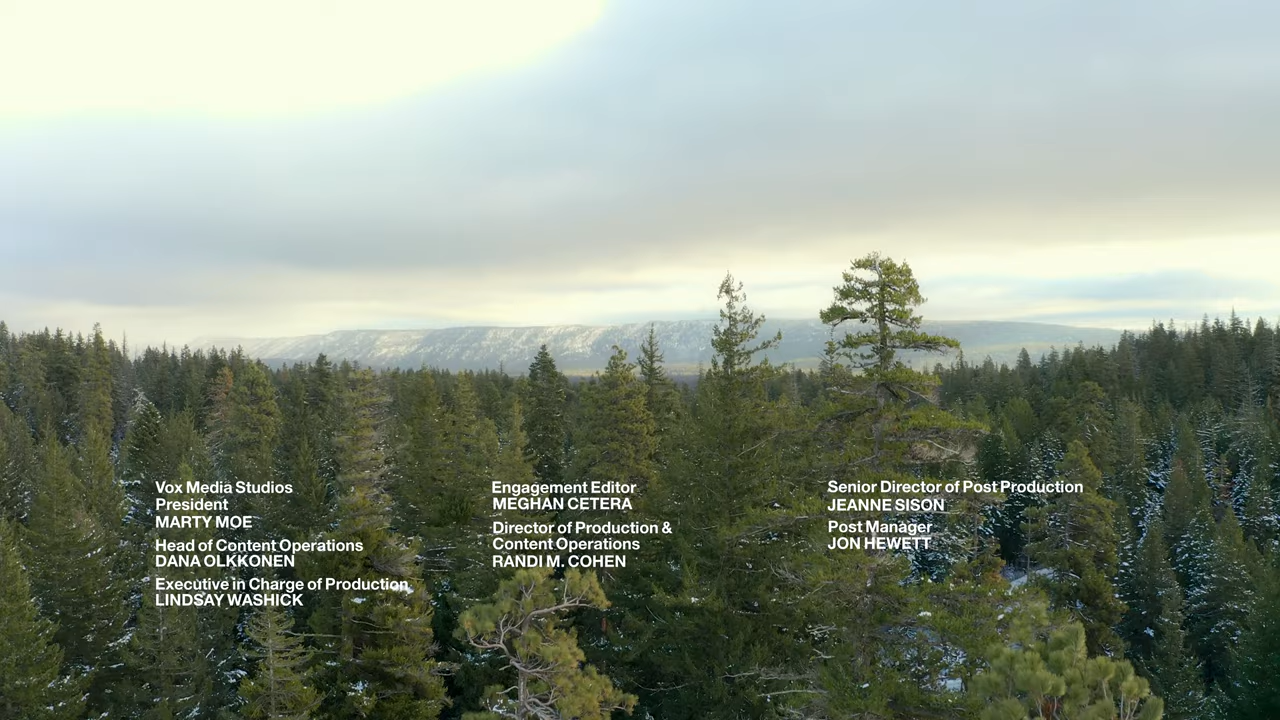 Vox Media Studios
President
MARTY MOE
Head of Content Operations
DANA OLKKONEN
Executive in Charge of Production
LINDSAY WASHICK
Engagement Editor
MEGHAN CETERA
Director of Production &
Content Operations
RANDI M. COHEN
Senior Director of Post Production
JEANNE SISON
Post Manager
JON HEWETT